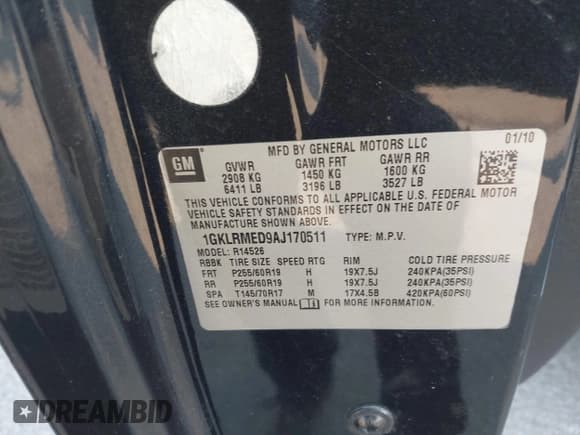 MFD BY GENERAL MOTORS LLC 01/10
GM GVWR GAWR FRT GAWR RR
2908 KG 1450 KG 1600 KG
6411 LB 3196 LB 3527 LB
THIS VEHICLE CONFORMS TO ALL APPLICABLE U.S. FEDERAL MOTOR
VEHICLE SAFETY STANDARDS IN EFFECT ON THE DATE OF
MANUFACTURE SHOWN ABOVE.
1GKLRMED9AJ170511 TYPE: M.P.V.
MODEL: R14526
RBBK TIRE SIZE SPEED RTG RIM COLD TIRE PRESSURE
FRT P255/60R19 H 19X7.5J 240KPA(35PSI)
RR P255/60R19 H 19X7.5J 240KPA(35PSI)
SPA T145/70R17 M 17X4.5B 420KPA(60PSI)
SEE OWNER'S MANUAL
DREAMBID